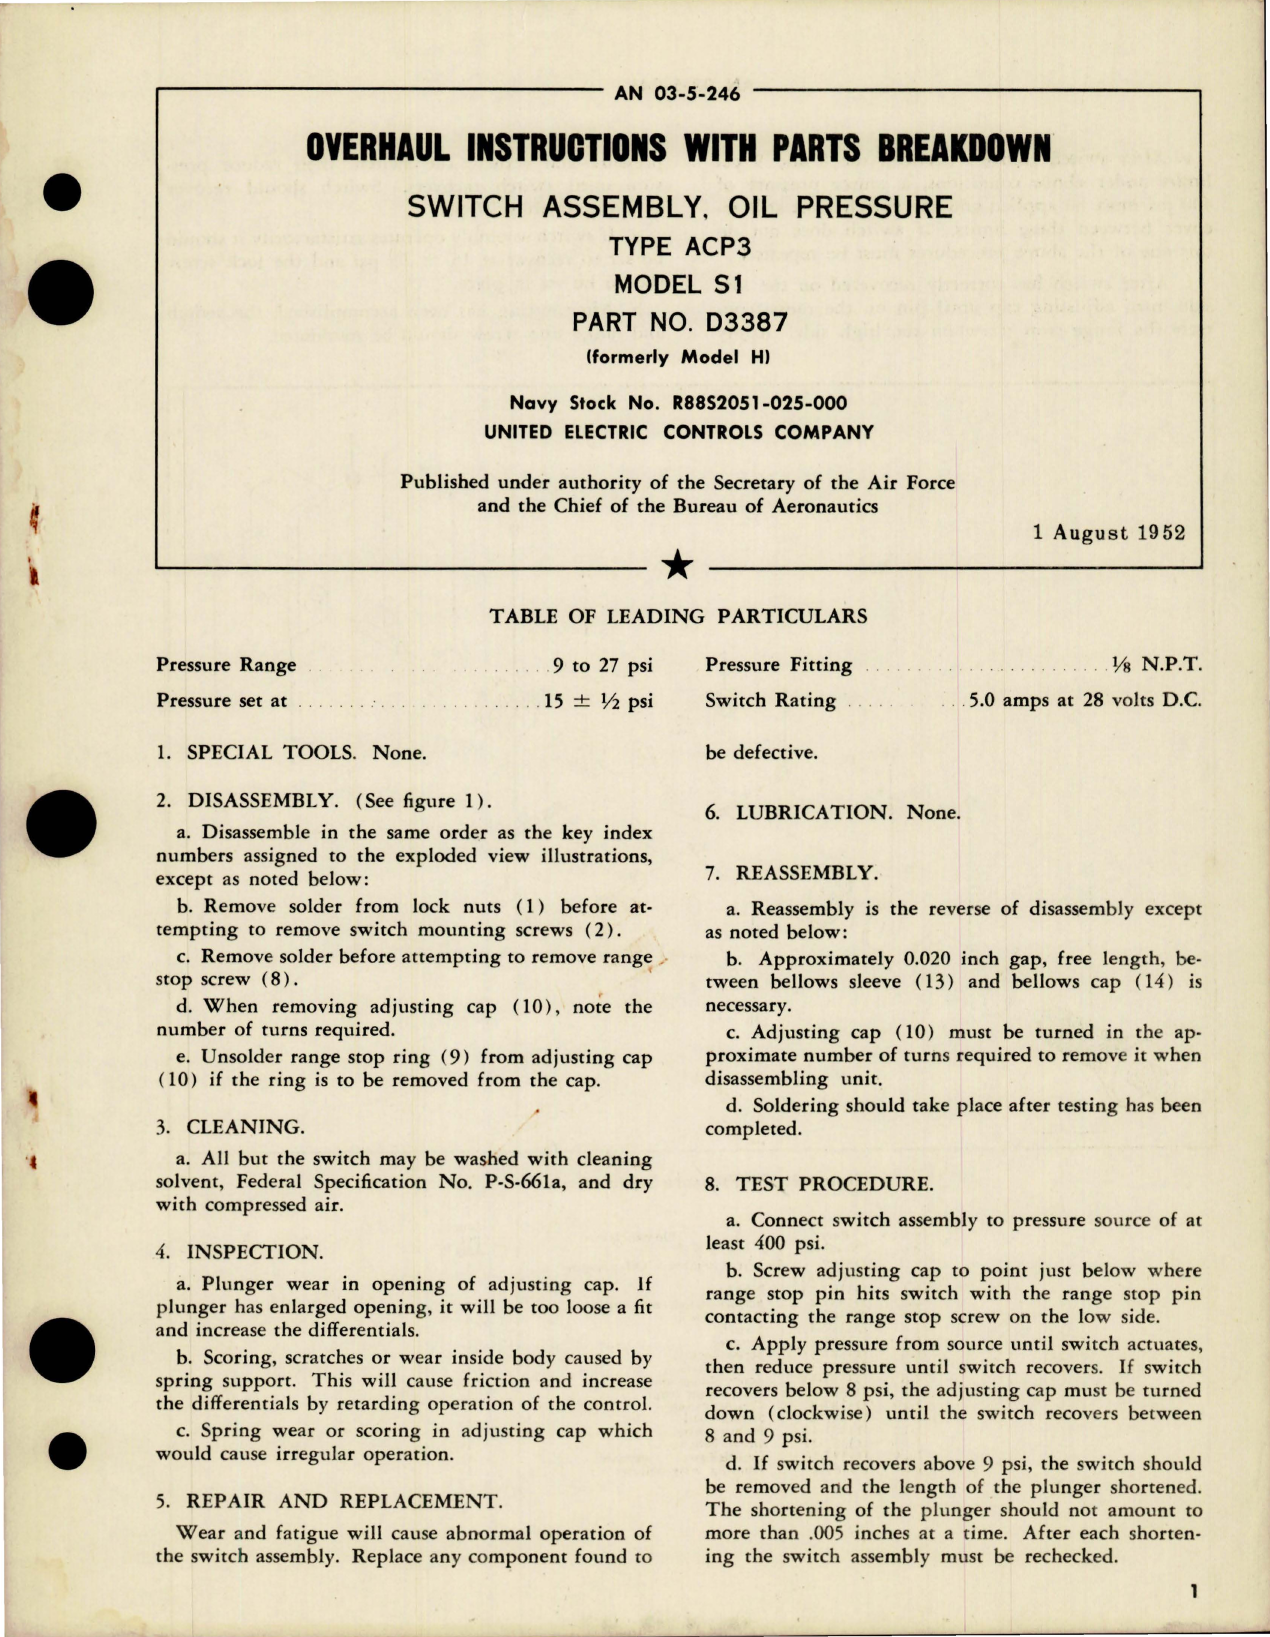 AN 03-5-246
OVERHAUL INSTRUCTIONS WITH PARTS BREAKDOWN
SWITCH ASSEMBLY, OIL PRESSURE
TYPE ACP3
MODEL S1
PART NO. D3387
(formerly Model H)
Navy Stock No. R88S2051-025-000
UNITED ELECTRIC CONTROLS COMPANY
Published under authority of the Secretary of the Air Force
and the Chief of the Bureau of Aeronautics
1 August 1952
TABLE OF LEADING PARTICULARS
Pressure Range . . . . . . . . . . . . . . . . . . . . 9 to 27 psi
Pressure set at . . . . . . . . . . . . . . . . . . . . 15 ± ½ psi
Pressure Fitting . . . . . . . . . . . . . . . . . . . . ⅛ N.P.T.
Switch Rating . . . . . . . . 5.0 amps at 28 volts D.C.
1. SPECIAL TOOLS. None.
2. DISASSEMBLY. (See figure 1).
a. Disassemble in the same order as the key index
numbers assigned to the exploded view illustrations,
except as noted below:
b. Remove solder from lock nuts (1) before at-
tempting to remove switch mounting screws (2).
c. Remove solder before attempting to remove range
stop screw (8).
d. When removing adjusting cap (10), note the
number of turns required.
e. Unsolder range stop ring (9) from adjusting cap
(10) if the ring is to be removed from the cap.
3. CLEANING.
a. All but the switch may be washed with cleaning
solvent, Federal Specification No. P-S-661a, and dry
with compressed air.
4. INSPECTION.
a. Plunger wear in opening of adjusting cap. If
plunger has enlarged opening, it will be too loose a fit
and increase the differentials.
b. Scoring, scratches or wear inside body caused by
spring support. This will cause friction and increase
the differentials by retarding operation of the control.
c. Spring wear or scoring in adjusting cap which
would cause irregular operation.
5. REPAIR AND REPLACEMENT.
Wear and fatigue will cause abnormal operation of
the switch assembly. Replace any component found to
be defective.
6. LUBRICATION. None.
7. REASSEMBLY.
a. Reassembly is the reverse of disassembly except
as noted below:
b. Approximately 0.020 inch gap, free length, be-
tween bellows sleeve (13) and bellows cap (14) is
necessary.
c. Adjusting cap (10) must be turned in the ap-
proximate number of turns required to remove it when
disassembling unit.
d. Soldering should take place after testing has been
completed.
8. TEST PROCEDURE.
a. Connect switch assembly to pressure source of at
least 400 psi.
b. Screw adjusting cap to point just below where
range stop pin hits switch with the range stop pin
contacting the range stop screw on the low side.
c. Apply pressure from source until switch actuates,
then reduce pressure until switch recovers. If switch
recovers below 8 psi, the adjusting cap must be turned
down (clockwise) until the switch recovers between
8 and 9 psi.
d. If switch recovers above 9 psi, the switch should
be removed and the length of the plunger shortened.
The shortening of the plunger should not amount to
more than .005 inches at a time. After each shorten-
ing the switch assembly must be rechecked.
1